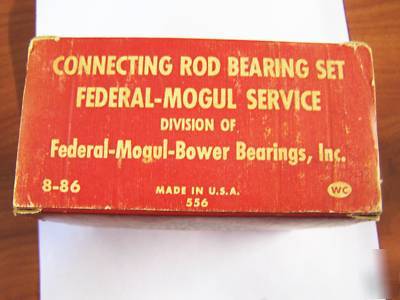 CONNECTING ROD BEARING SET
FEDERAL-MOGUL SERVICE
DIVISION OF
Federal-Mogul-Bower Bearings, Inc.
8-86 MADE IN U.S.A. WC
556